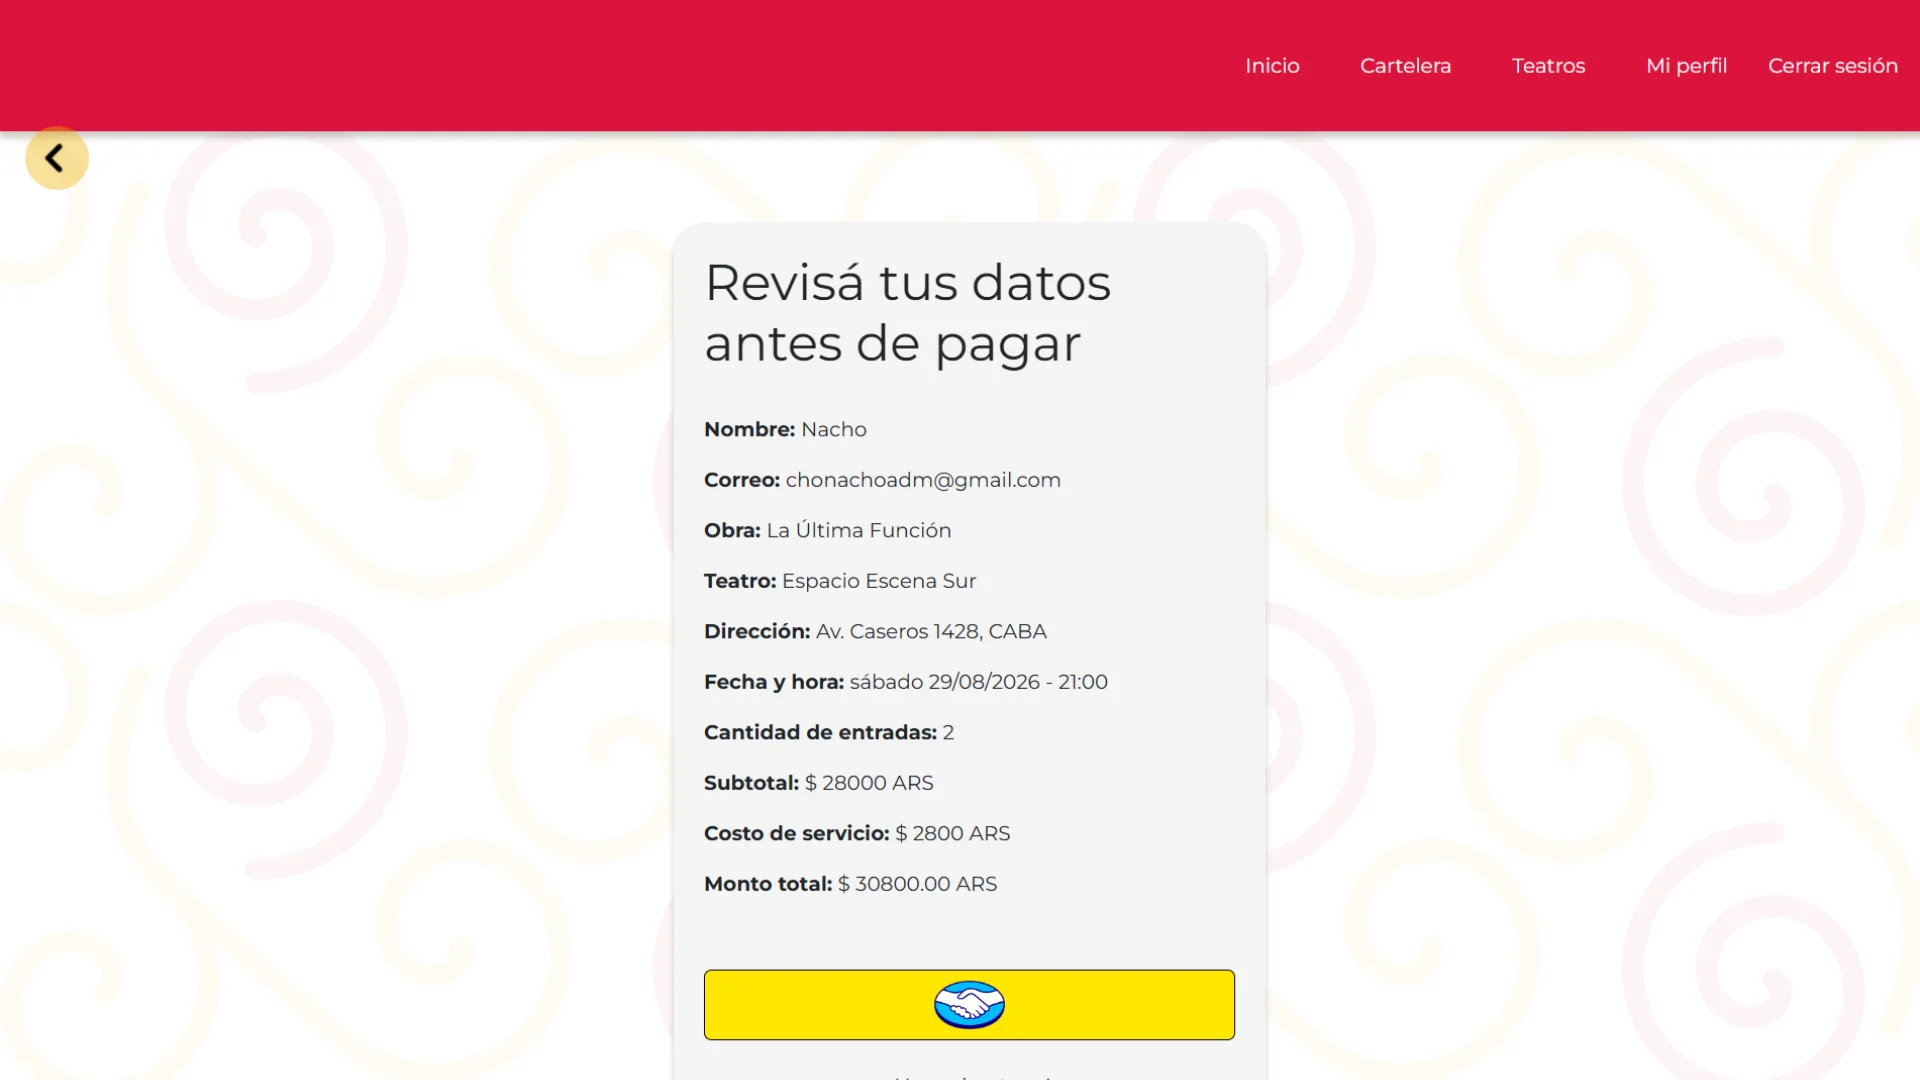 Inicio Cartelera Teatros Mi perfil Cerrar sesión
Revisá tus datos
antes de pagar
Nombre: Nacho
Correo: chonachoadm@gmail.com
Obra: La Última Función
Teatro: Espacio Escena Sur
Dirección: Av. Caseros 1428, CABA
Fecha y hora: sábado 29/08/2026 - 21:00
Cantidad de entradas: 2
Subtotal: $ 28000 ARS
Costo de servicio: $ 2800 ARS
Monto total: $ 30800.00 ARS